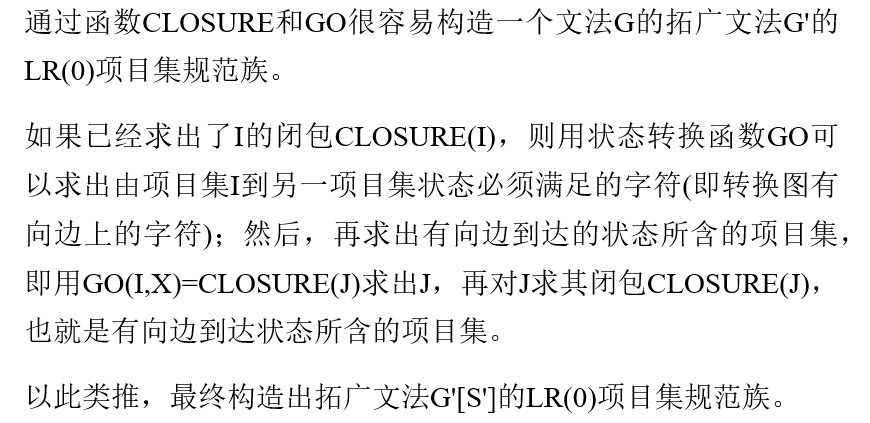 通过函数CLOSURE和GO很容易构造一个文法G的拓广文法G'的
LR(0)项目集规范族。
如果已经求出了I的闭包CLOSURE(I)，则用状态转换函数GO可
以求出由项目集I到另一项目集状态必须满足的字符(即转换图有
向边上的字符)；然后，再求出有向边到达的状态所含的项目集，
即用GO(I,X)=CLOSURE(J)求出J，再对J求其闭包CLOSURE(J)，
也就是有向边到达状态所含的项目集。
以此类推，最终构造出拓广文法G'[S']的LR(0)项目集规范族。